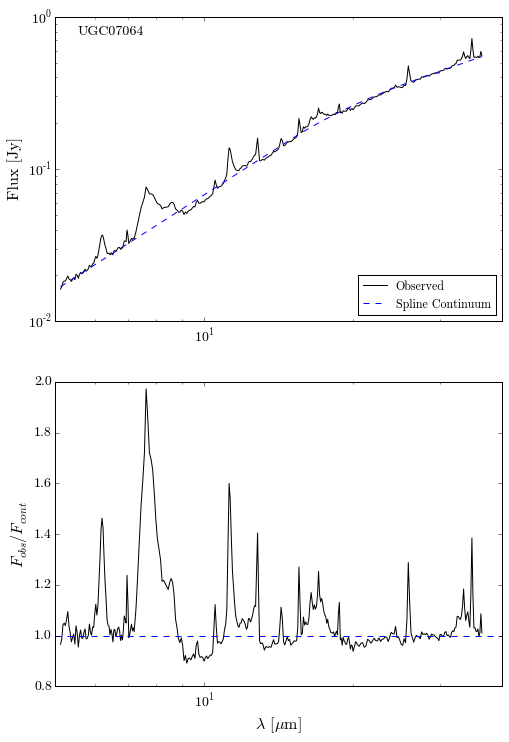 UGC07064
10^0
10^-1
10^-2
Flux [Jy]
Observed
Spline Continuum
10^1
2.0
1.8
1.6
1.4
1.2
1.0
0.8
F_obs/F_cont
10^1
λ [μm]